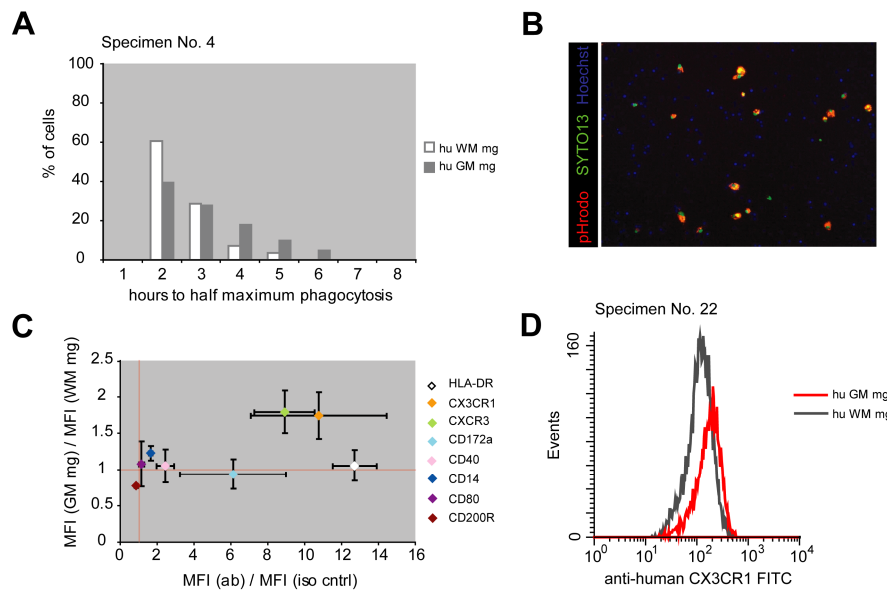 A
Specimen No. 4
100
80
60
40
20
0
% of cells
1 2 3 4 5 6 7 8
hours to half maximum phagocytosis
hu WM mg
hu GM mg
B
pHrodo SYTO13 Hoechst
C
2.5
2
1.5
1
0.5
0
MFI (GM mg) / MFI (WM mg)
0 2 4 6 8 10 12 14 16
MFI (ab) / MFI (iso cntrl)
HLA-DR
CX3CR1
CXCR3
CD172a
CD40
CD14
CD80
CD200R
D
Specimen No. 22
160
0
Events
10⁰ 10¹ 10² 10³ 10⁴
anti-human CX3CR1 FITC
hu GM mg
hu WM mg